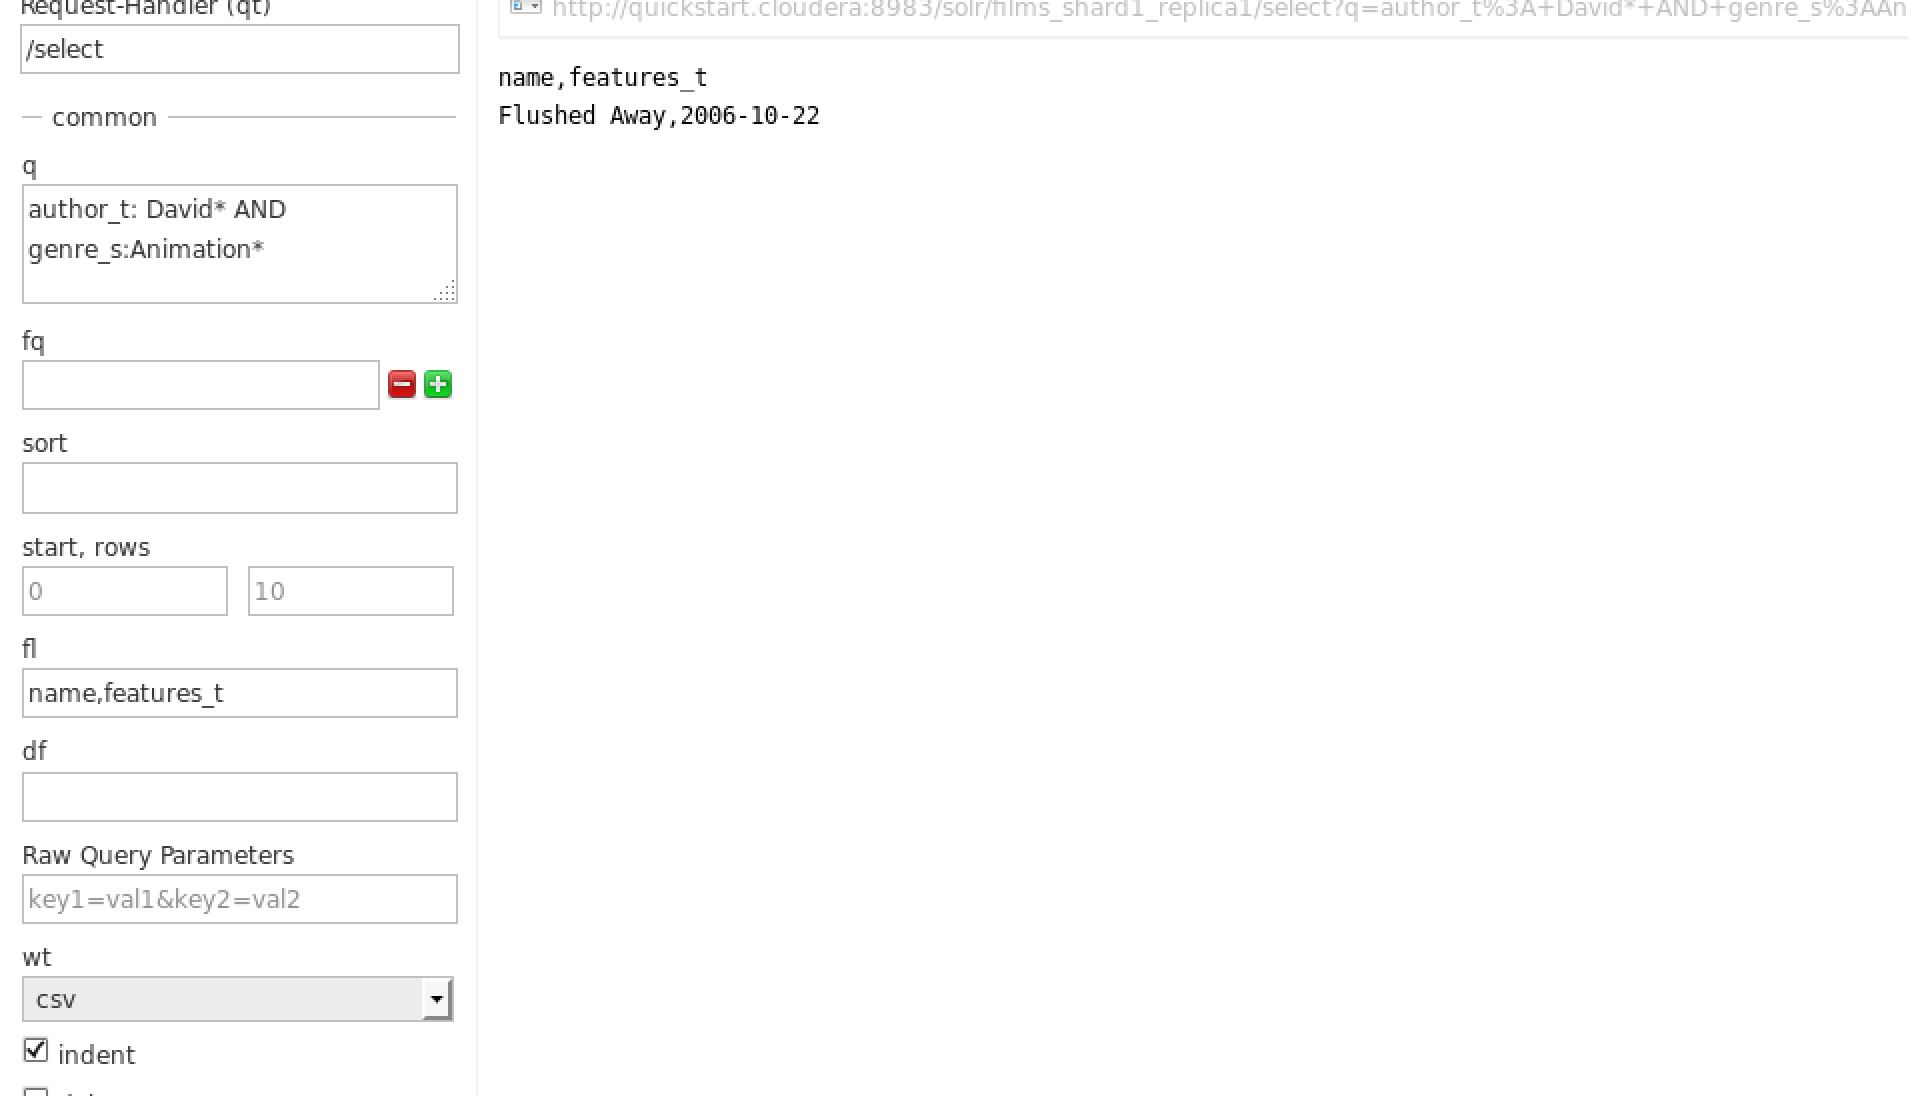 Request-Handler (qt)
/select
common
q
author_t: David* AND
genre_s:Animation*
fq
sort
start, rows
0 10
fl
name,features_t
df
Raw Query Parameters
key1=val1&key2=val2
wt
csv
indent
http://quickstart.cloudera:8983/solr/films_shard1_replica1/select?q=author_t%3A+David*+AND+genre_s%3AAn
name,features_t
Flushed Away,2006-10-22